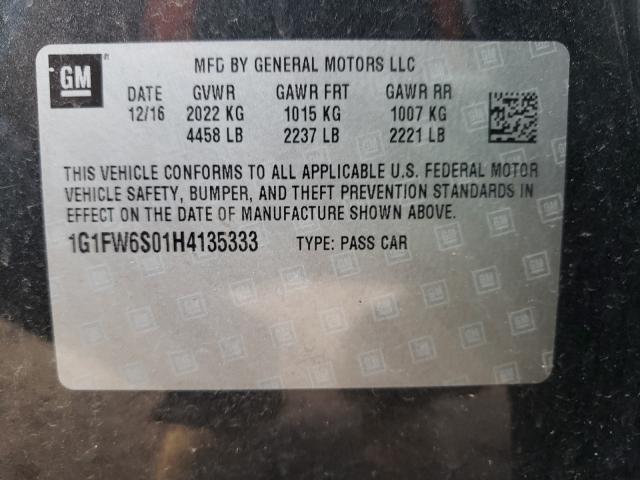 GM
MFD BY GENERAL MOTORS LLC
DATE GVWR GAWR FRT GAWR RR
12/16 2022 KG 1015 KG 1007 KG
4458 LB 2237 LB 2221 LB
THIS VEHICLE CONFORMS TO ALL APPLICABLE U.S. FEDERAL MOTOR
VEHICLE SAFETY, BUMPER, AND THEFT PREVENTION STANDARDS IN
EFFECT ON THE DATE OF MANUFACTURE SHOWN ABOVE.
1G1FW6S01H4135333 TYPE: PASS CAR